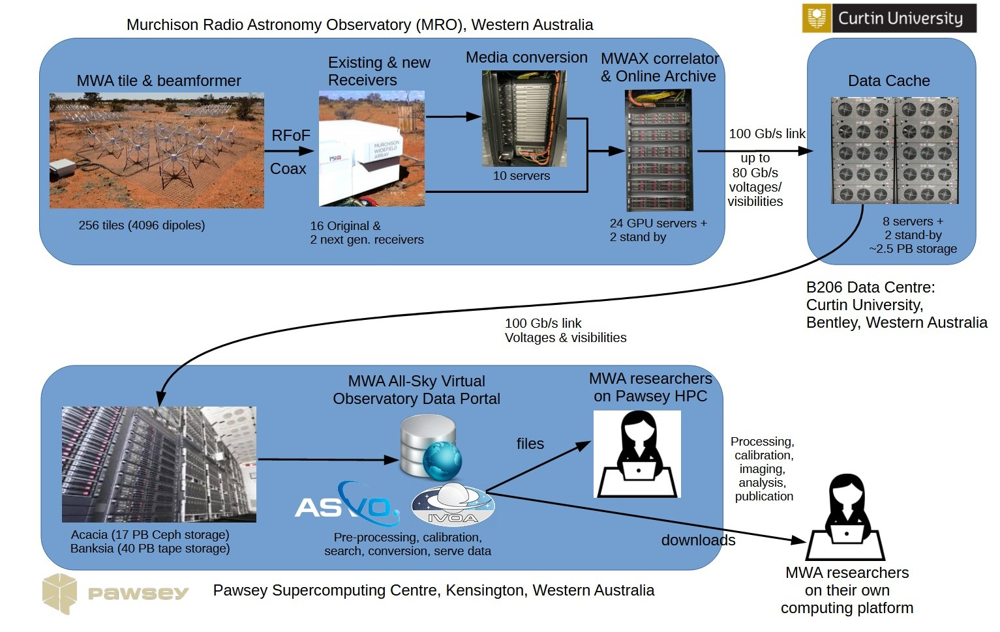 Curtin University
Murchison Radio Astronomy Observatory (MRO), Western Australia
MWA tile & beamformer
RFoF
Coax
256 tiles (4096 dipoles)
Existing & new
Receivers
MURCHISON
WIDEFIELD
ARRAY
PSI
16 Original &
2 next gen. receivers
Media conversion
10 servers
MWAX correlator
& Online Archive
24 GPU servers +
2 stand by
100 Gb/s link
up to
80 Gb/s
voltages/
visibilities
Data Cache
8 servers +
2 stand-by
~2.5 PB storage
B206 Data Centre:
Curtin University,
Bentley, Western Australia
100 Gb/s link
Voltages & visibilities
Acacia (17 PB Ceph storage)
Banksia (40 PB tape storage)
MWA All-Sky Virtual
Observatory Data Portal
ASVO
IVOA
Pre-processing, calibration,
search, conversion, serve data
files
MWA researchers
on Pawsey HPC
downloads
Processing,
calibration,
imaging,
analysis,
publication
MWA researchers
on their own
computing platform
pawsey
Pawsey Supercomputing Centre, Kensington, Western Australia